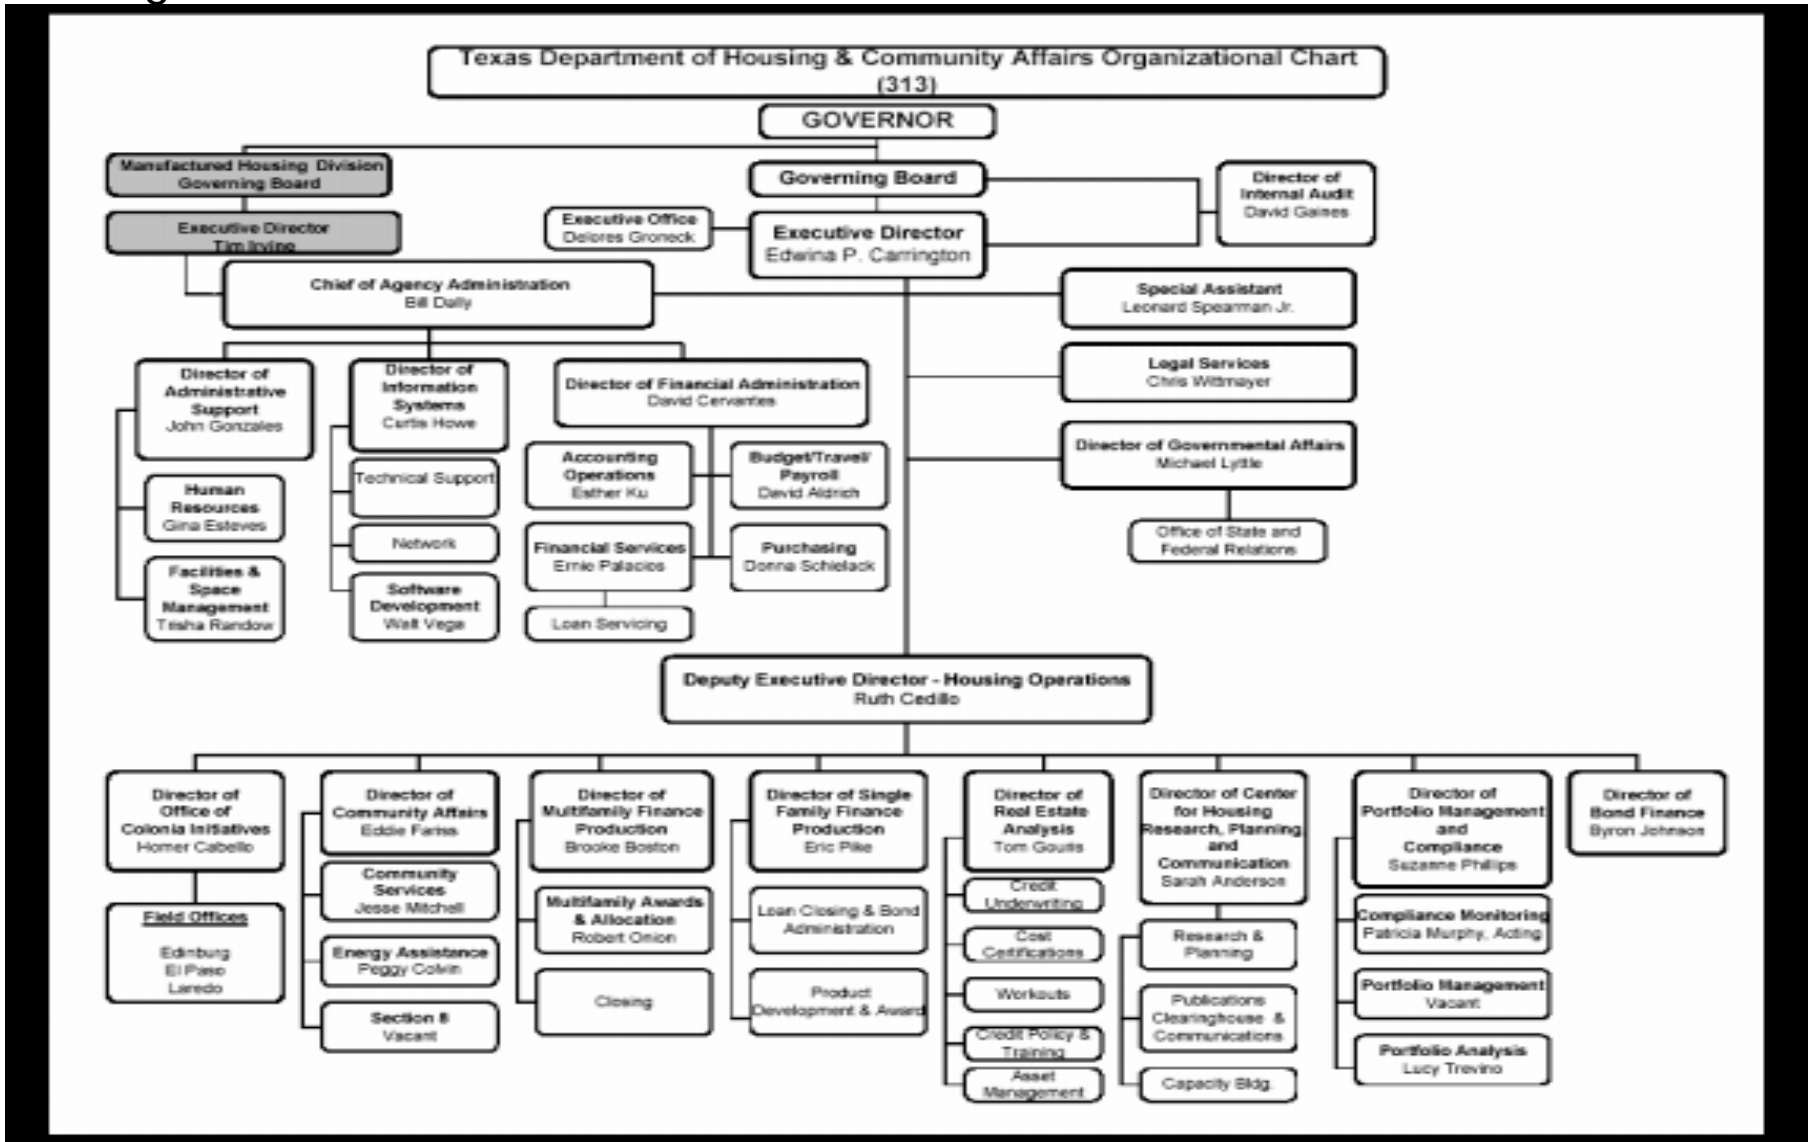 Texas Department of Housing & Community Affairs Organizational Chart
(313)
GOVERNOR
Manufactured Housing Division
Governing Board
Governing Board
Director of
Internal Audit
David Gaines
Executive Director
Tim Irvine
Executive Office
Delores Groneck
Executive Director
Edwina P. Carrington
Chief of Agency Administration
Bill Dally
Special Assistant
Leonard Spearman Jr.
Legal Services
Chris Wittmayer
Director of Governmental Affairs
Michael Lyttle
Office of State and
Federal Relations
Director of
Administrative
Support
John Gonzales
Human
Resources
Gina Esteves
Facilities &
Space
Management
Trisha Randow
Director of
Information
Systems
Curtis Howe
Technical Support
Network
Software
Development
Walt Vega
Director of Financial Administration
David Cervantes
Accounting
Operations
Esther Ku
Budget/Travel/
Payroll
David Aldrich
Financial Services
Ernie Palacios
Purchasing
Donna Schielack
Loan Servicing
Deputy Executive Director - Housing Operations
Ruth Cedillo
Director of
Office of
Colonia Initiatives
Homer Cabello
Field Offices
Edinburg
El Paso
Laredo
Director of
Community Affairs
Eddie Fariss
Community
Services
Jesse Mitchell
Energy Assistance
Peggy Colvin
Section 8
Vacant
Director of
Multifamily Finance
Production
Brooke Boston
Multifamily Awards
& Allocation
Robert Onion
Closing
Director of Single
Family Finance
Production
Eric Pike
Loan Closing & Bond
Administration
Product
Development & Award
Director of
Real Estate
Analysis
Tom Gouris
Credit
Underwriting
Cost
Certifications
Workouts
Credit Policy &
Training
Asset
Management
Director of Center
for Housing
Research, Planning,
and
Communication
Sarah Anderson
Research &
Planning
Publications
Clearinghouse &
Communications
Capacity Bldg.
Director of
Portfolio Management
and
Compliance
Suzanne Phillips
Compliance Monitoring
Patricia Murphy, Acting
Portfolio Management
Vacant
Portfolio Analysis
Lucy Trevino
Director of
Bond Finance
Byron Johnson